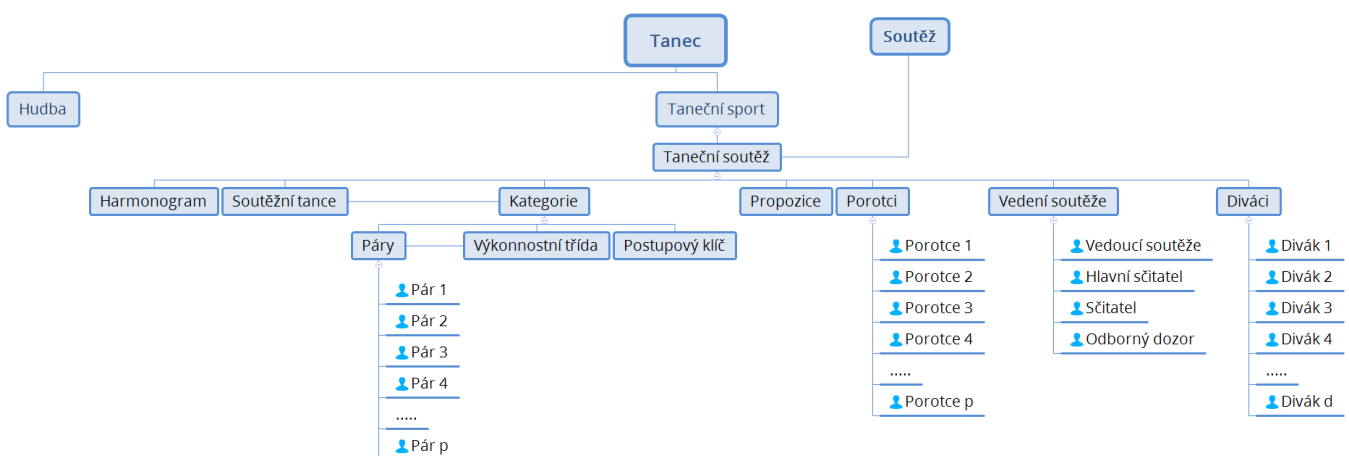 Tanec
Soutěž
Hudba
Taneční sport
Taneční soutěž
Harmonogram
Soutěžní tance
Kategorie
Propozice
Porotci
Vedení soutěže
Diváci
Páry
Výkonnostní třída
Postupový klíč
Pár 1
Pár 2
Pár 3
Pár 4
.....
Pár p
Porotce 1
Porotce 2
Porotce 3
Porotce 4
.....
Porotce p
Vedoucí soutěže
Hlavní sčitatel
Sčitatel
Odborný dozor
Divák 1
Divák 2
Divák 3
Divák 4
.....
Divák d